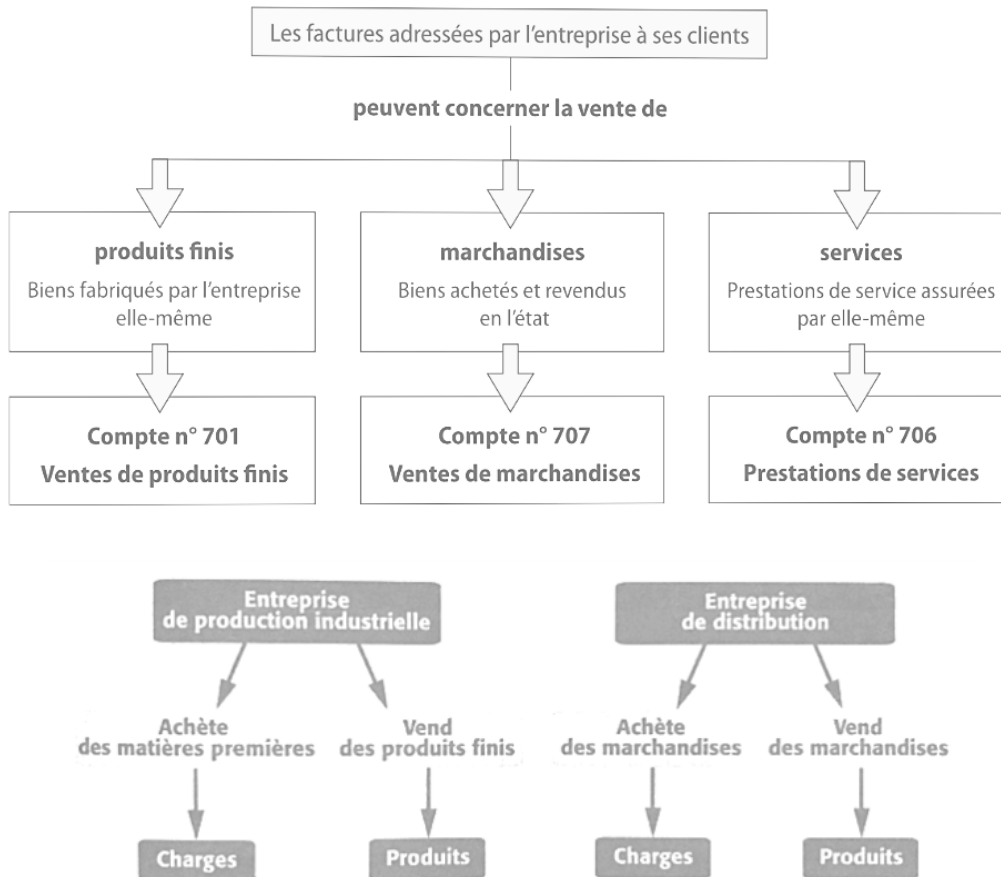 Les factures adressées par l'entreprise à ses clients
peuvent concerner la vente de
produits finis
Biens fabriqués par l'entreprise
elle-même
marchandises
Biens achetés et revendus
en l'état
services
Prestations de service assurées
par elle-même
Compte n° 701
Ventes de produits finis
Compte n° 707
Ventes de marchandises
Compte n° 706
Prestations de services
Entreprise
de production industrielle
Achète
des matières premières
Vend
des produits finis
Charges
Produits
Entreprise
de distribution
Achète
des marchandises
Vend
des marchandises
Charges
Produits